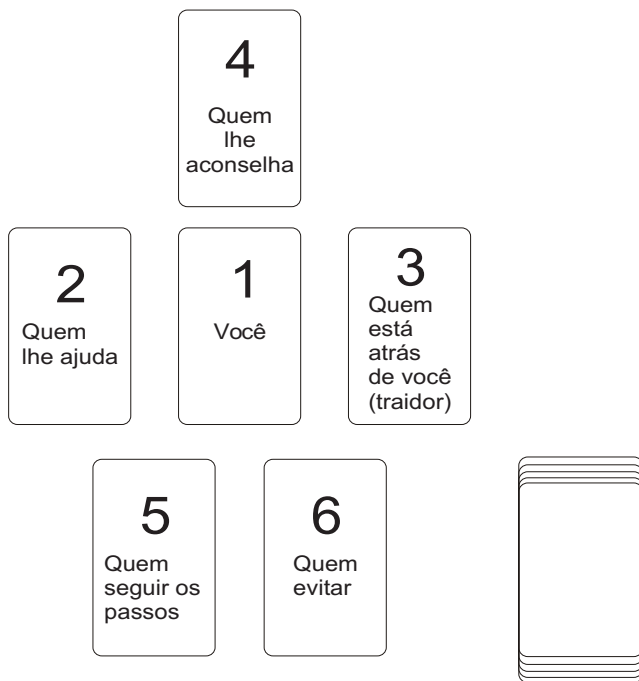 4
Quem
lhe
aconselha
2
Quem
lhe ajuda
1
Você
3
Quem
está
atrás
de você
(traidor)
5
Quem
seguir os
passos
6
Quem
evitar